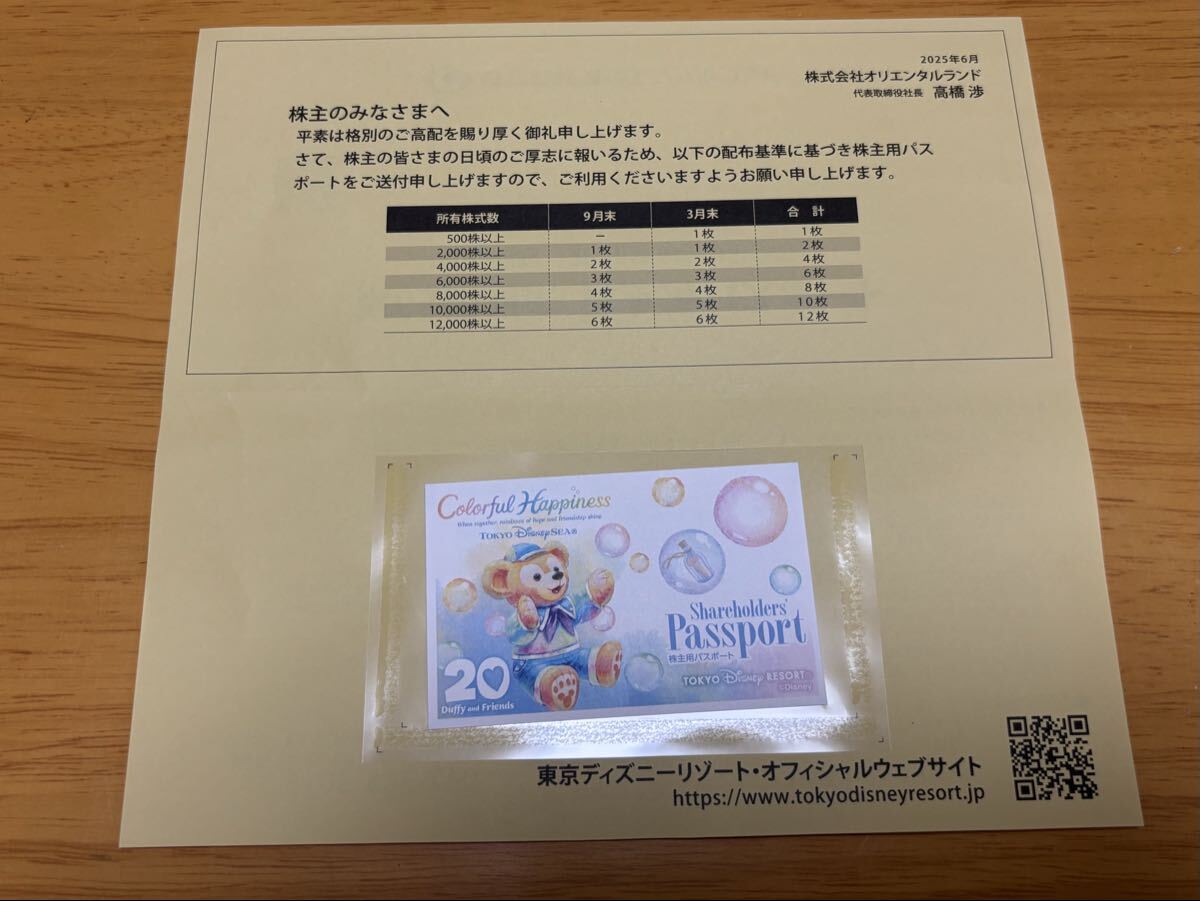 2025年6月
株式会社オリエンタルランド
代表取締役社長 高橋 渉
株主のみなさまへ
平素は格別のご高配を賜り厚く御礼申し上げます。
さて、株主の皆さまの日頃のご厚志に報いるため、以下の配布基準に基づき株主用パス
ポートをご送付申し上げますので、ご利用くださいますようお願い申し上げます。
所有株式数 9月末 3月末 合 計
500株以上 － 1枚 1枚
2,000株以上 1枚 1枚 2枚
4,000株以上 2枚 2枚 4枚
6,000株以上 3枚 3枚 6枚
8,000株以上 4枚 4枚 8枚
10,000株以上 5枚 5枚 10枚
12,000株以上 6枚 6枚 12枚
Colorful Happiness
When together, rainbows of hope and friendship shine
TOKYO DisneySEA®
Shareholders'
Passport
株主用パスポート
TOKYO Disney RESORT
©Disney
20
Duffy and Friends
東京ディズニーリゾート・オフィシャルウェブサイト
https://www.tokyodisneyresort.jp